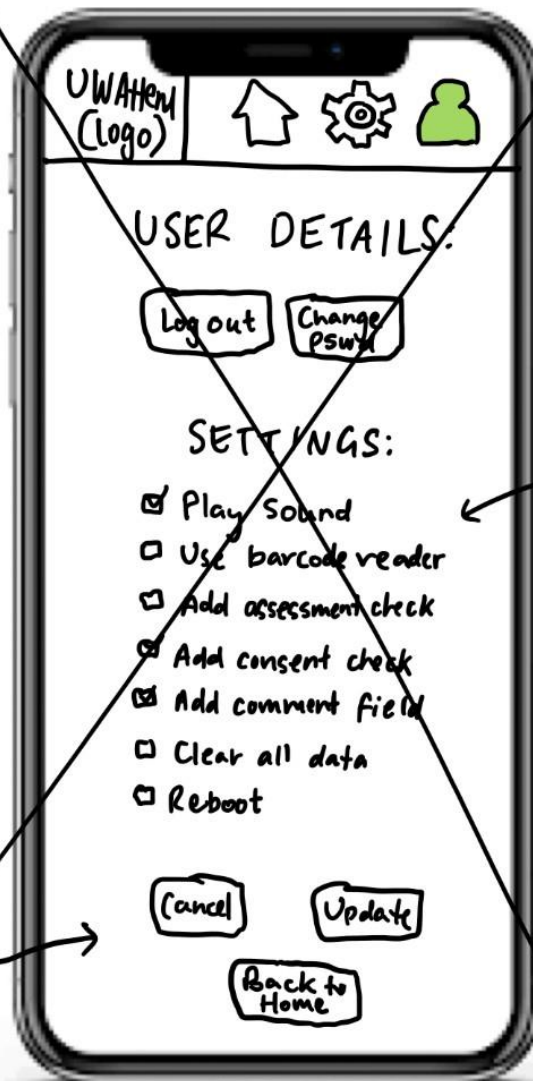 UWAttend
(Logo)
USER DETAILS:
Log out
Change
Pswd
SETTINGS:
Play Sound
Use barcode reader
Add assessment check
Add consent check
Add comment field
Clear all data
Reboot
Cancel
Update
Back to
Home